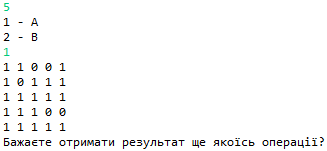 5
1 - A
2 - B
1
1 1 0 0 1
1 0 1 1 1
1 1 1 1 1
1 1 1 0 0
1 1 1 1 1
Бажаєте отримати результат ще якоїсь операції?